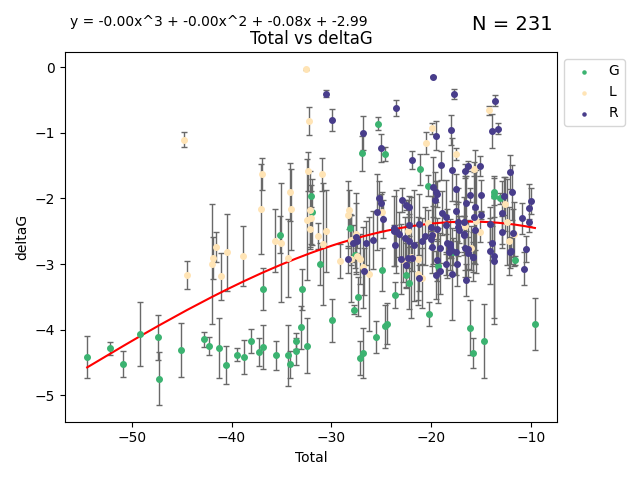 y = -0.00x^3 + -0.00x^2 + -0.08x + -2.99
N = 231
Total vs deltaG
G
L
R
deltaG
0
−1
−2
−3
−4
−5
−50 −40 −30 −20 −10
Total